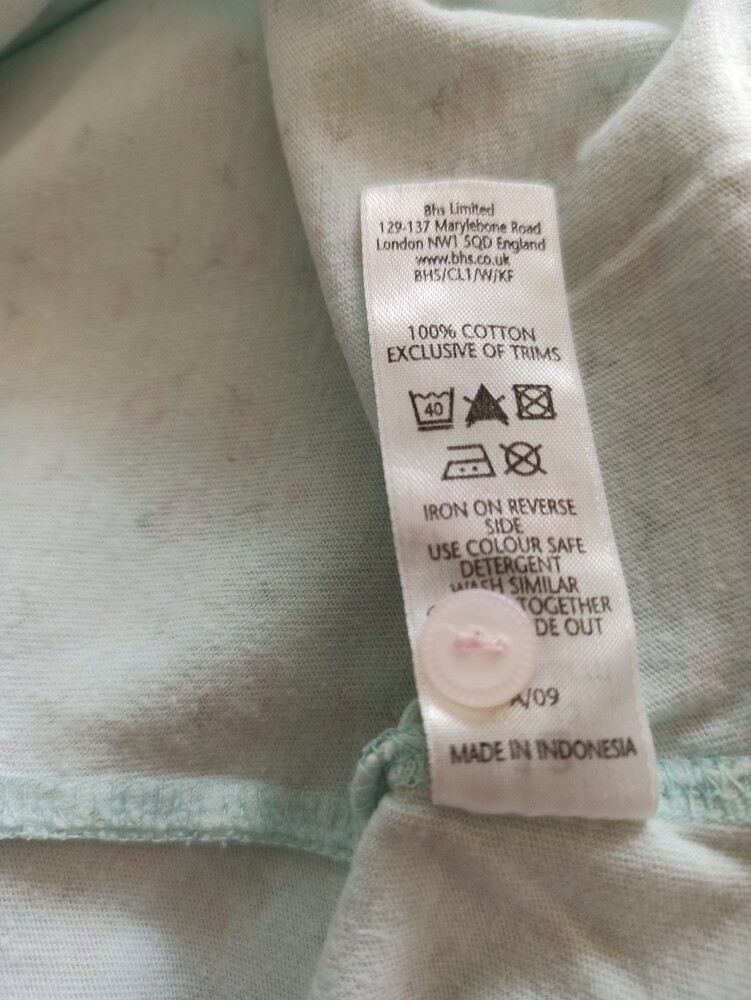 Bhs Limited
129-137 Marylebone Road
London NW1 5QD England
www.bhs.co.uk
BHS/CL1/W/KF
100% COTTON
EXCLUSIVE OF TRIMS
40
IRON ON REVERSE
SIDE
USE COLOUR SAFE
DETERGENT
WASH SIMILAR
TOGETHER
DE OUT
A/09
MADE IN INDONESIA